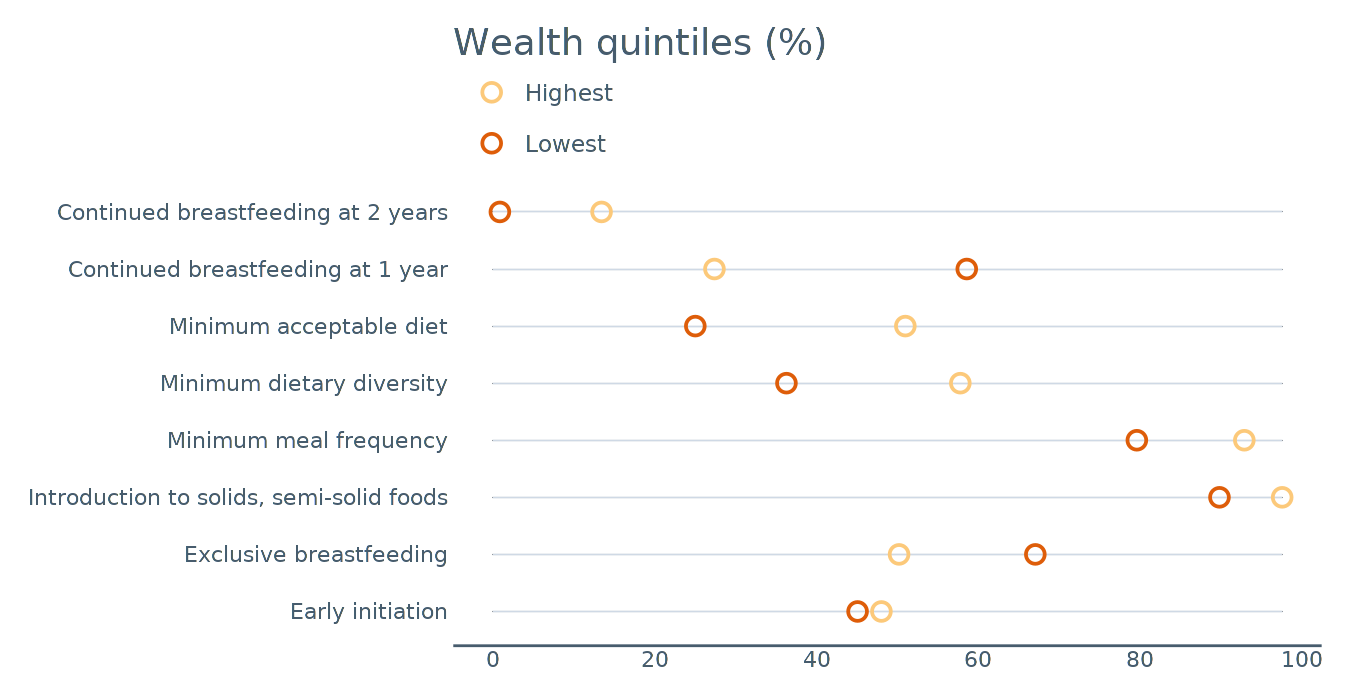 Wealth quintiles (%)
Highest
Lowest
Continued breastfeeding at 2 years
Continued breastfeeding at 1 year
Minimum acceptable diet
Minimum dietary diversity
Minimum meal frequency
Introduction to solids, semi-solid foods
Exclusive breastfeeding
Early initiation
0 20 40 60 80 100